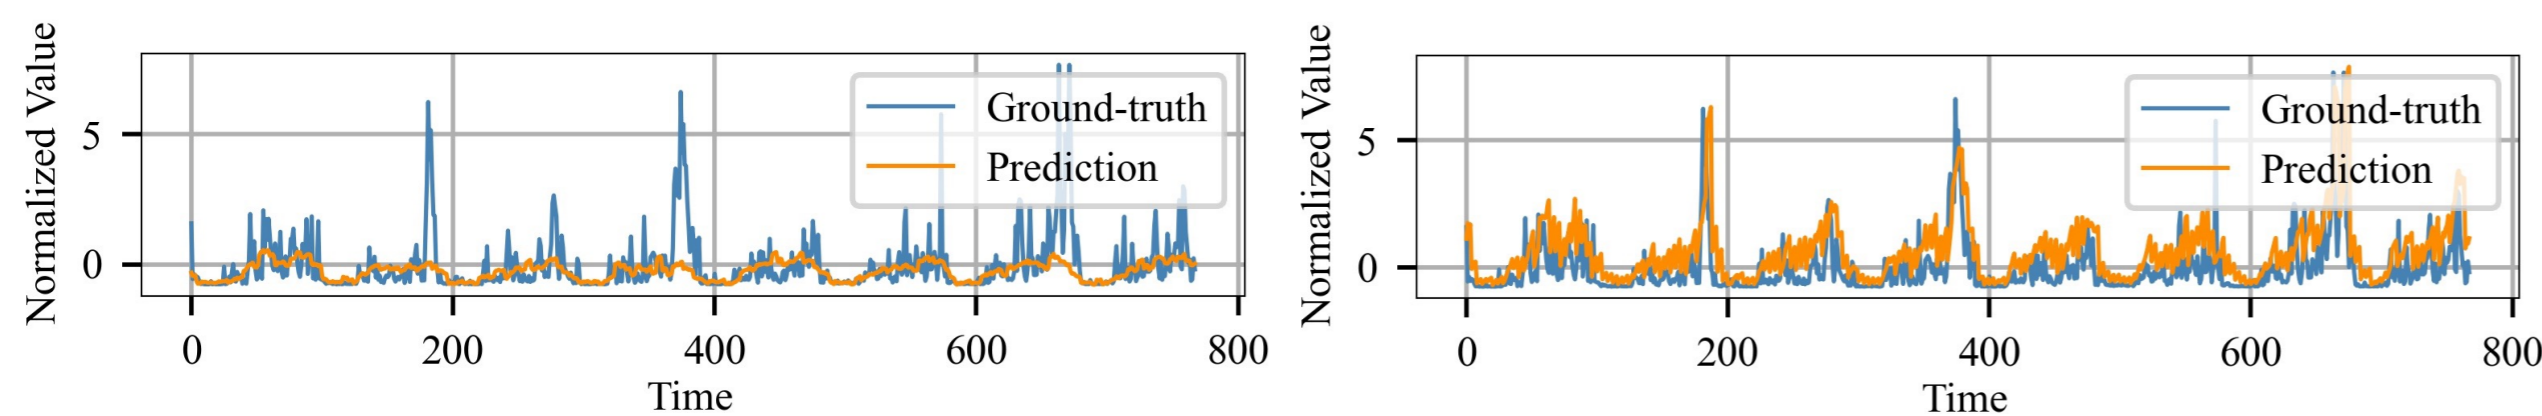 Normalized Value
5
0
Ground-truth
Prediction
0 200 400 600 800
Time
Normalized Value
5
0
Ground-truth
Prediction
0 200 400 600 800
Time